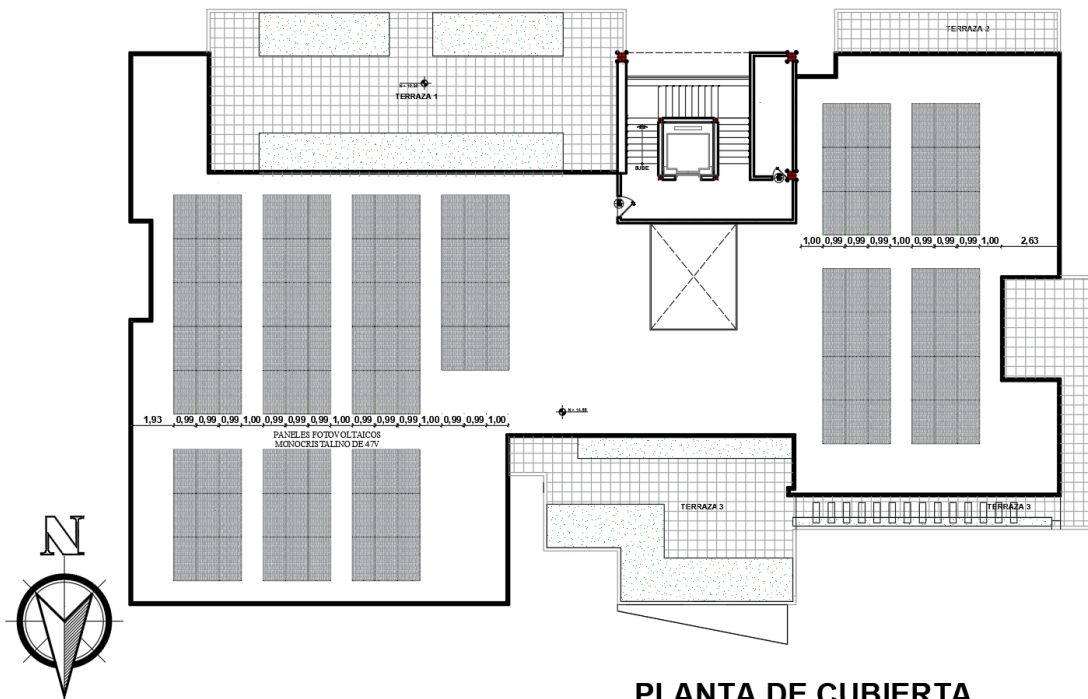 TERRAZA 2
TERRAZA 1
SUBE
1,00 0,99 0,99 0,99 1,00 0,99 0,99 0,99 1,00 2,63
1,93 0,99 0,99 0,99 1,00 0,99 0,99 0,99 1,00 0,99 0,99 0,99 1,00 0,99 0,99 1,00
PANELES FOTOVOLTAICOS
MONOCRISTALINO DE 47V
TERRAZA 3
TERRAZA 3
N
PLANTA DE CUBIERTA